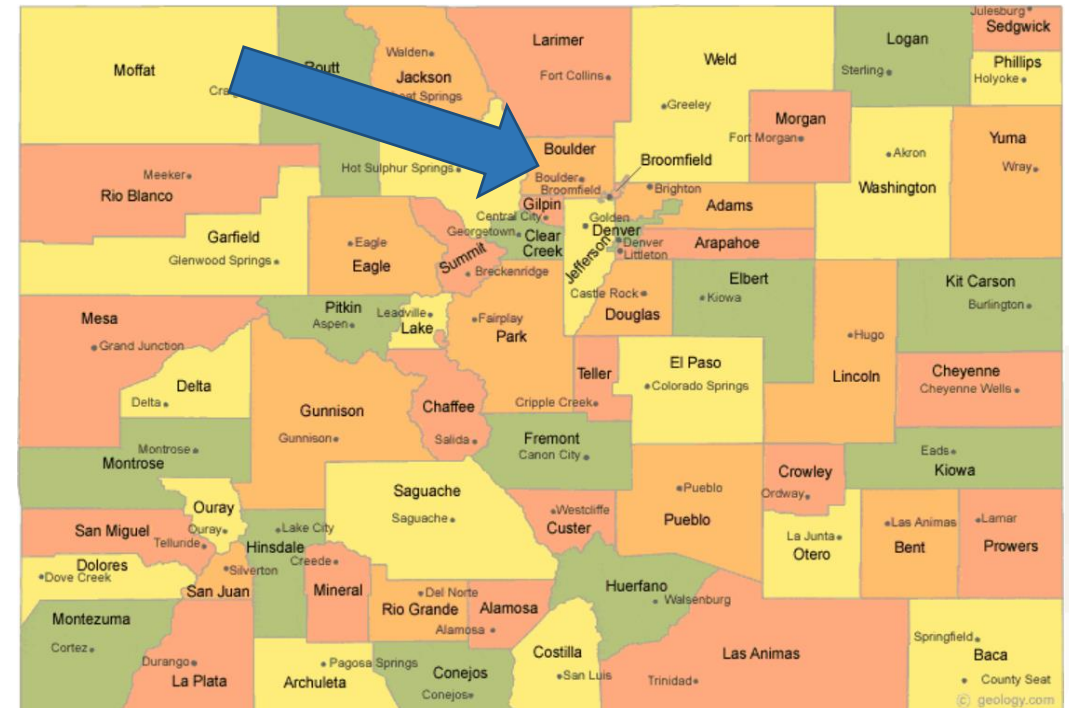 Julesburg
Sedgwick
Larimer
Logan
Walden
Weld
Phillips
Moffat
Routt
Jackson
Fort Collins
Sterling
Holyoke
Greeley
Morgan
Boulder
Fort Morgan
Yuma
Broomfield
Akron
Hot Sulphur Springs
Wray
Meeker
Boulder
Washington
Rio Blanco
Broomfield
Brighton
Gilpin
Adams
Central City
Golden
Garfield
Georgetown
Clear
Creek
Denver
Eagle
Denver
Arapahoe
Littleton
Glenwood Springs
Eagle
Summit
Jefferson
Breckenridge
Elbert
Kit Carson
Castle Rock
Kiowa
Burlington
Pitkin
Leadville
Mesa
Aspen
Lake
Fairplay
Douglas
Park
Hugo
Grand Junction
El Paso
Teller
Lincoln
Cheyenne
Delta
Colorado Springs
Cheyenne Wells
Delta
Gunnison
Chaffee
Cripple Creek
Gunnison
Salida
Fremont
Canon City
Montrose
Montrose
Eads
Kiowa
Crowley
Saguache
Pueblo
Ordway
Ouray
Saguache
Westcliffe
Custer
Pueblo
Las Animas
Lamar
San Miguel
Ouray
Lake City
La Junta
Tellunde
Hinsdale
Otero
Bent
Prowers
Dolores
Creede
Dove Creek
Silverton
San Juan
Mineral
Del Norte
Huerfano
Rio Grande
Alamosa
Walsenburg
Montezuma
Alamosa
Cortez
Springfield
Costilla
Las Animas
Baca
Durango
Pagosa Springs
Conejos
La Plata
Archuleta
San Luis
Trinidad
County Seat
Conejos
© geology.com